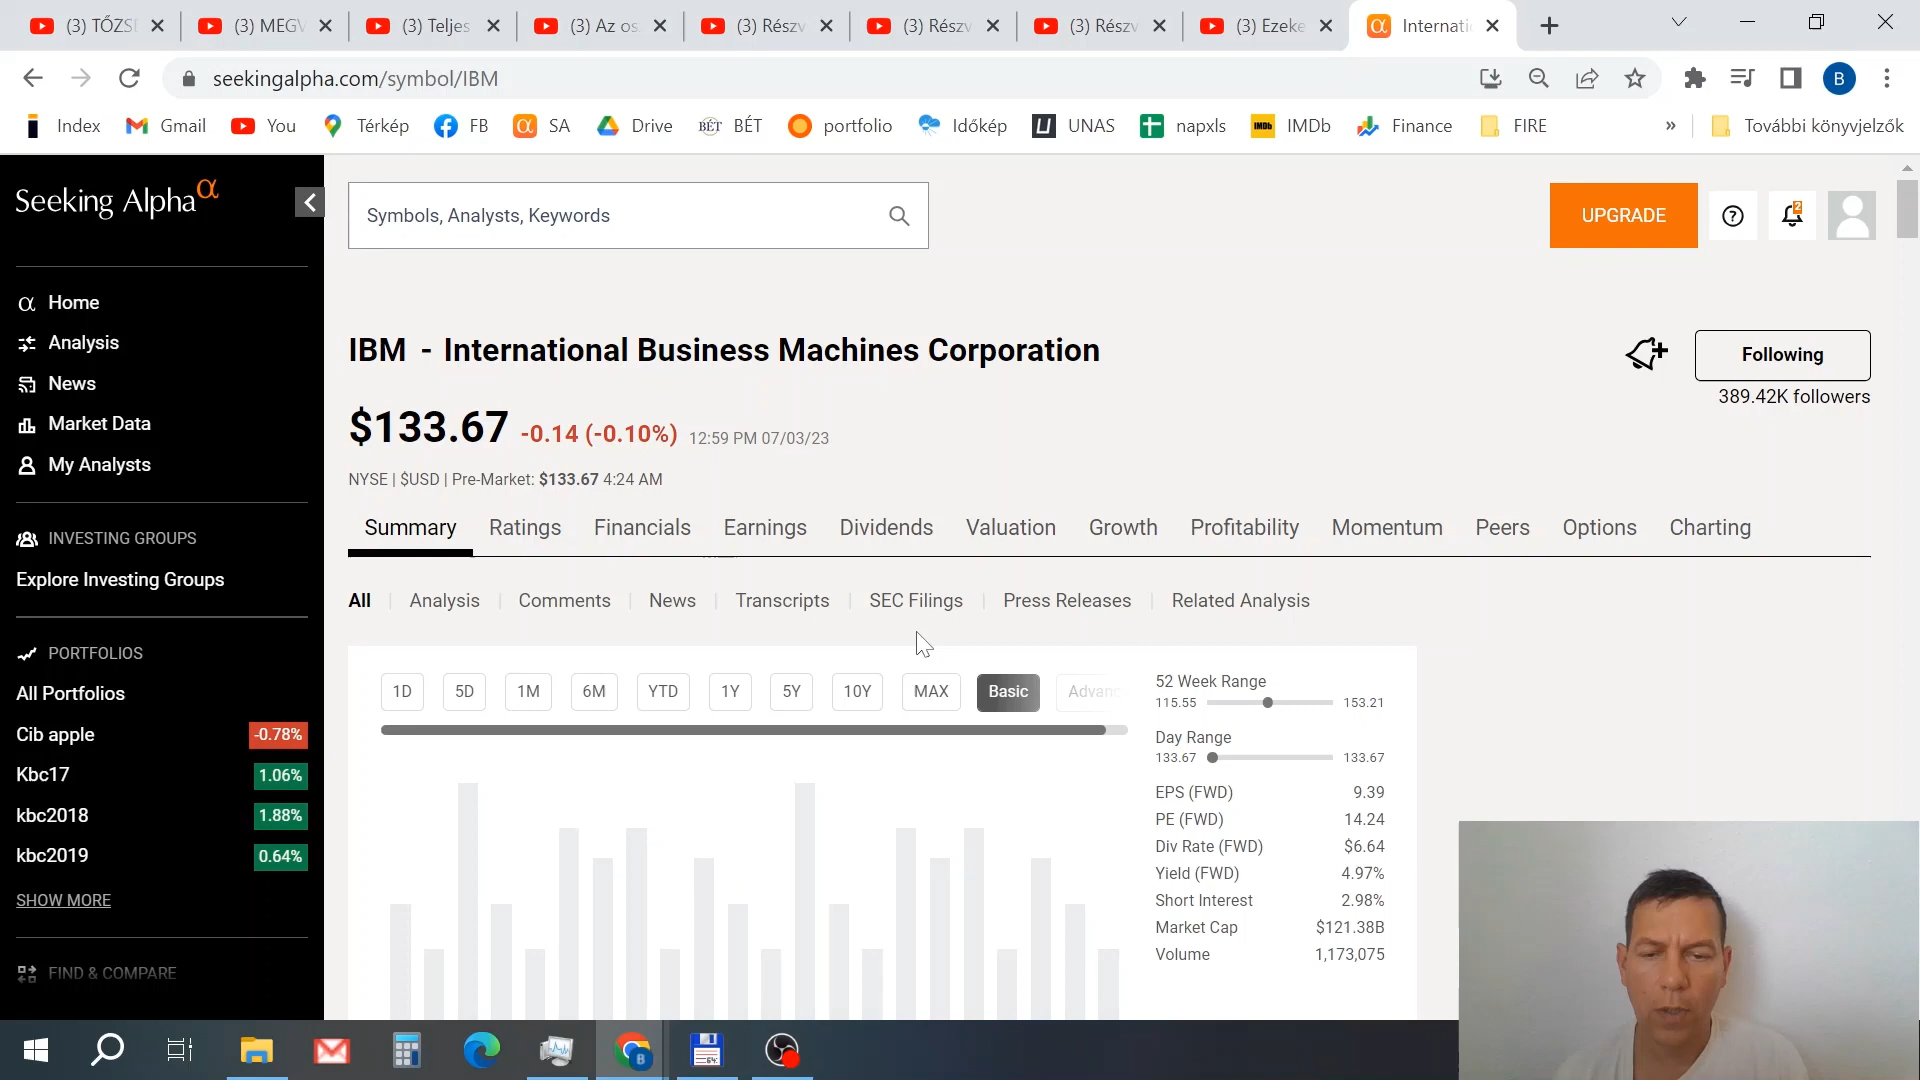 (3) TŐZS
(3) MEGV
(3) Teljes
(3) Az os
(3) Részv
(3) Részv
(3) Részv
(3) Ezeke
Internati
seekingalpha.com/symbol/IBM
B
Index
Gmail
You
Térkép
FB
SA
Drive
BÉT BÉT
portfolio
Időkép
UNAS
napxls
IMDb IMDb
Finance
FIRE
»
További könyvjelzők
Seeking Alpha α
Symbols, Analysts, Keywords
UPGRADE
2
Home
Analysis
News
Market Data
My Analysts
INVESTING GROUPS
Explore Investing Groups
PORTFOLIOS
All Portfolios
Cib apple -0.78%
Kbc17 1.06%
kbc2018 1.88%
kbc2019 0.64%
SHOW MORE
FIND & COMPARE
IBM - International Business Machines Corporation
Following
389.42K followers
$133.67 -0.14 (-0.10%) 12:59 PM 07/03/23
NYSE | $USD | Pre-Market: $133.67 4:24 AM
Summary Ratings Financials Earnings Dividends Valuation Growth Profitability Momentum Peers Options Charting
All | Analysis | Comments | News | Transcripts | SEC Filings | Press Releases | Related Analysis
1D 5D 1M 6M YTD 1Y 5Y 10Y MAX Basic Advanc
52 Week Range
115.55 153.21
Day Range
133.67 133.67
EPS (FWD) 9.39
PE (FWD) 14.24
Div Rate (FWD) $6.64
Yield (FWD) 4.97%
Short Interest 2.98%
Market Cap $121.38B
Volume 1,173,075
B
64